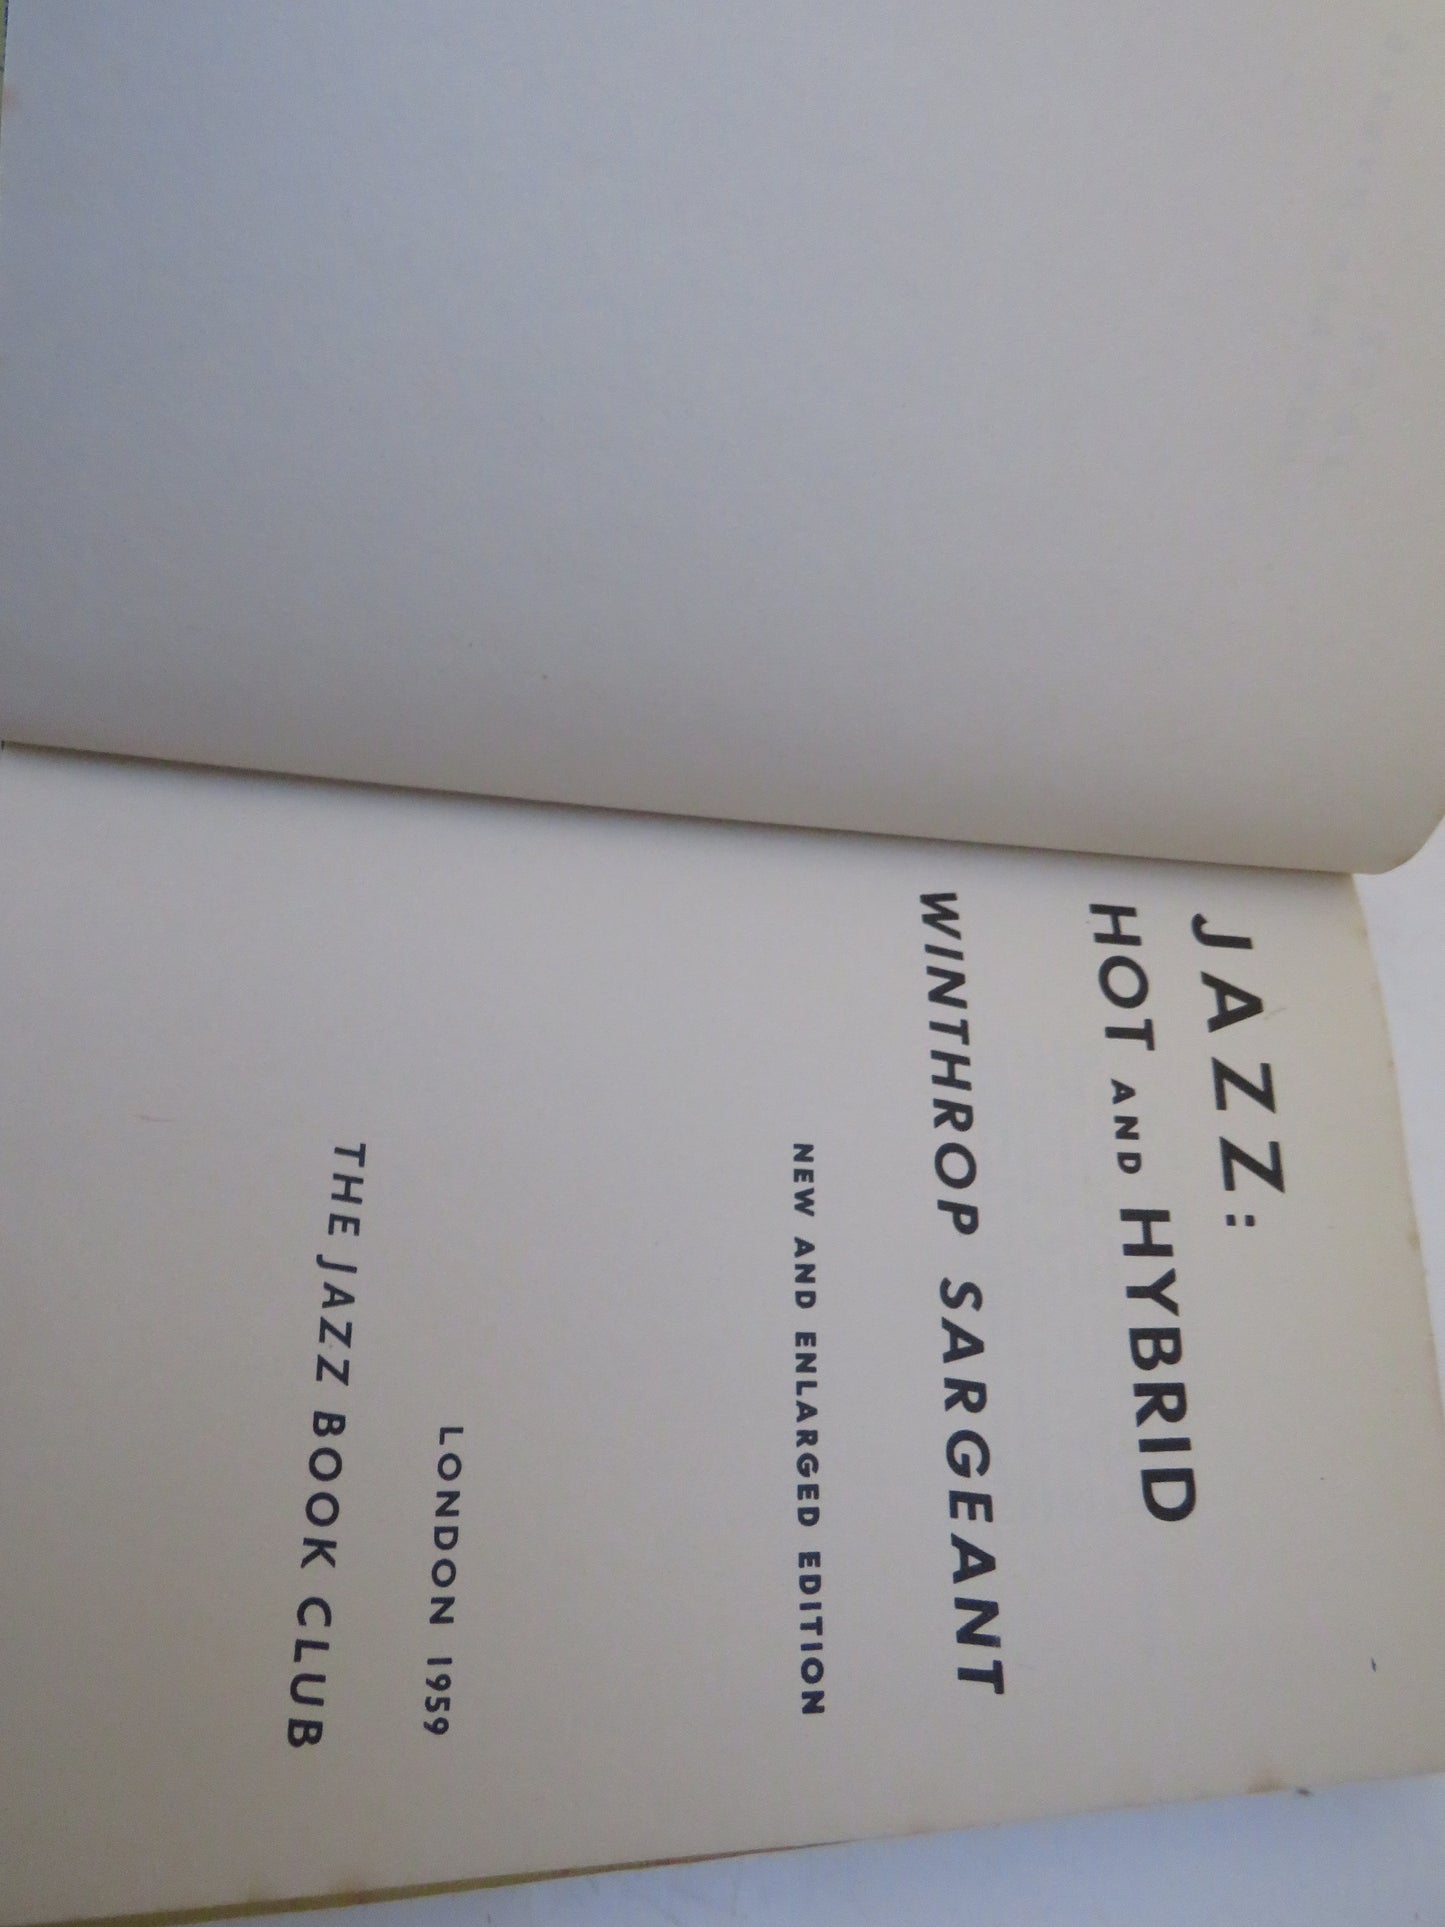 JAZZ:
HOT AND HYBRID
WINTHROP SARGEANT
NEW AND ENLARGED EDITION
LONDON 1959
THE JAZZ BOOK CLUB